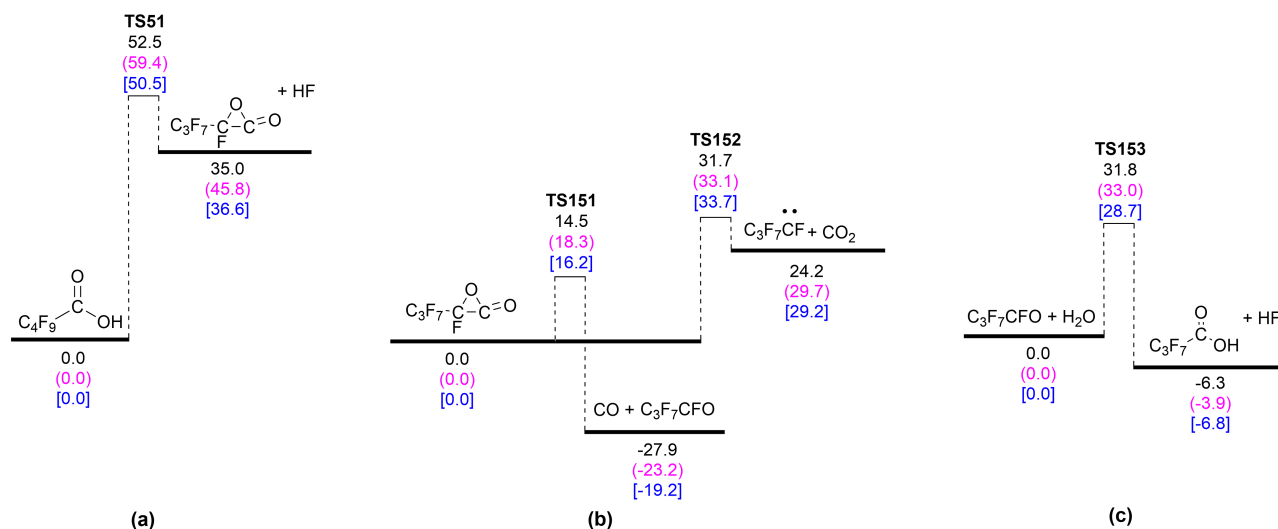 TS51
52.5
(59.4)
[50.5]
C3F7 C C O
O
F
+ HF
35.0
(45.8)
[36.6]
O
C
C4F9 OH
0.0
(0.0)
[0.0]
(a)
TS152
31.7
(33.1)
[33.7]
TS151
14.5
(18.3)
[16.2]
C3F7CF + CO2
24.2
(29.7)
[29.2]
O
C3F7 C C O
F
0.0
(0.0)
[0.0]
CO + C3F7CFO
-27.9
(-23.2)
[-19.2]
(b)
TS153
31.8
(33.0)
[28.7]
C3F7CFO + H2O
0.0
(0.0)
[0.0]
O
C
C3F7 OH
+ HF
-6.3
(-3.9)
[-6.8]
(c)